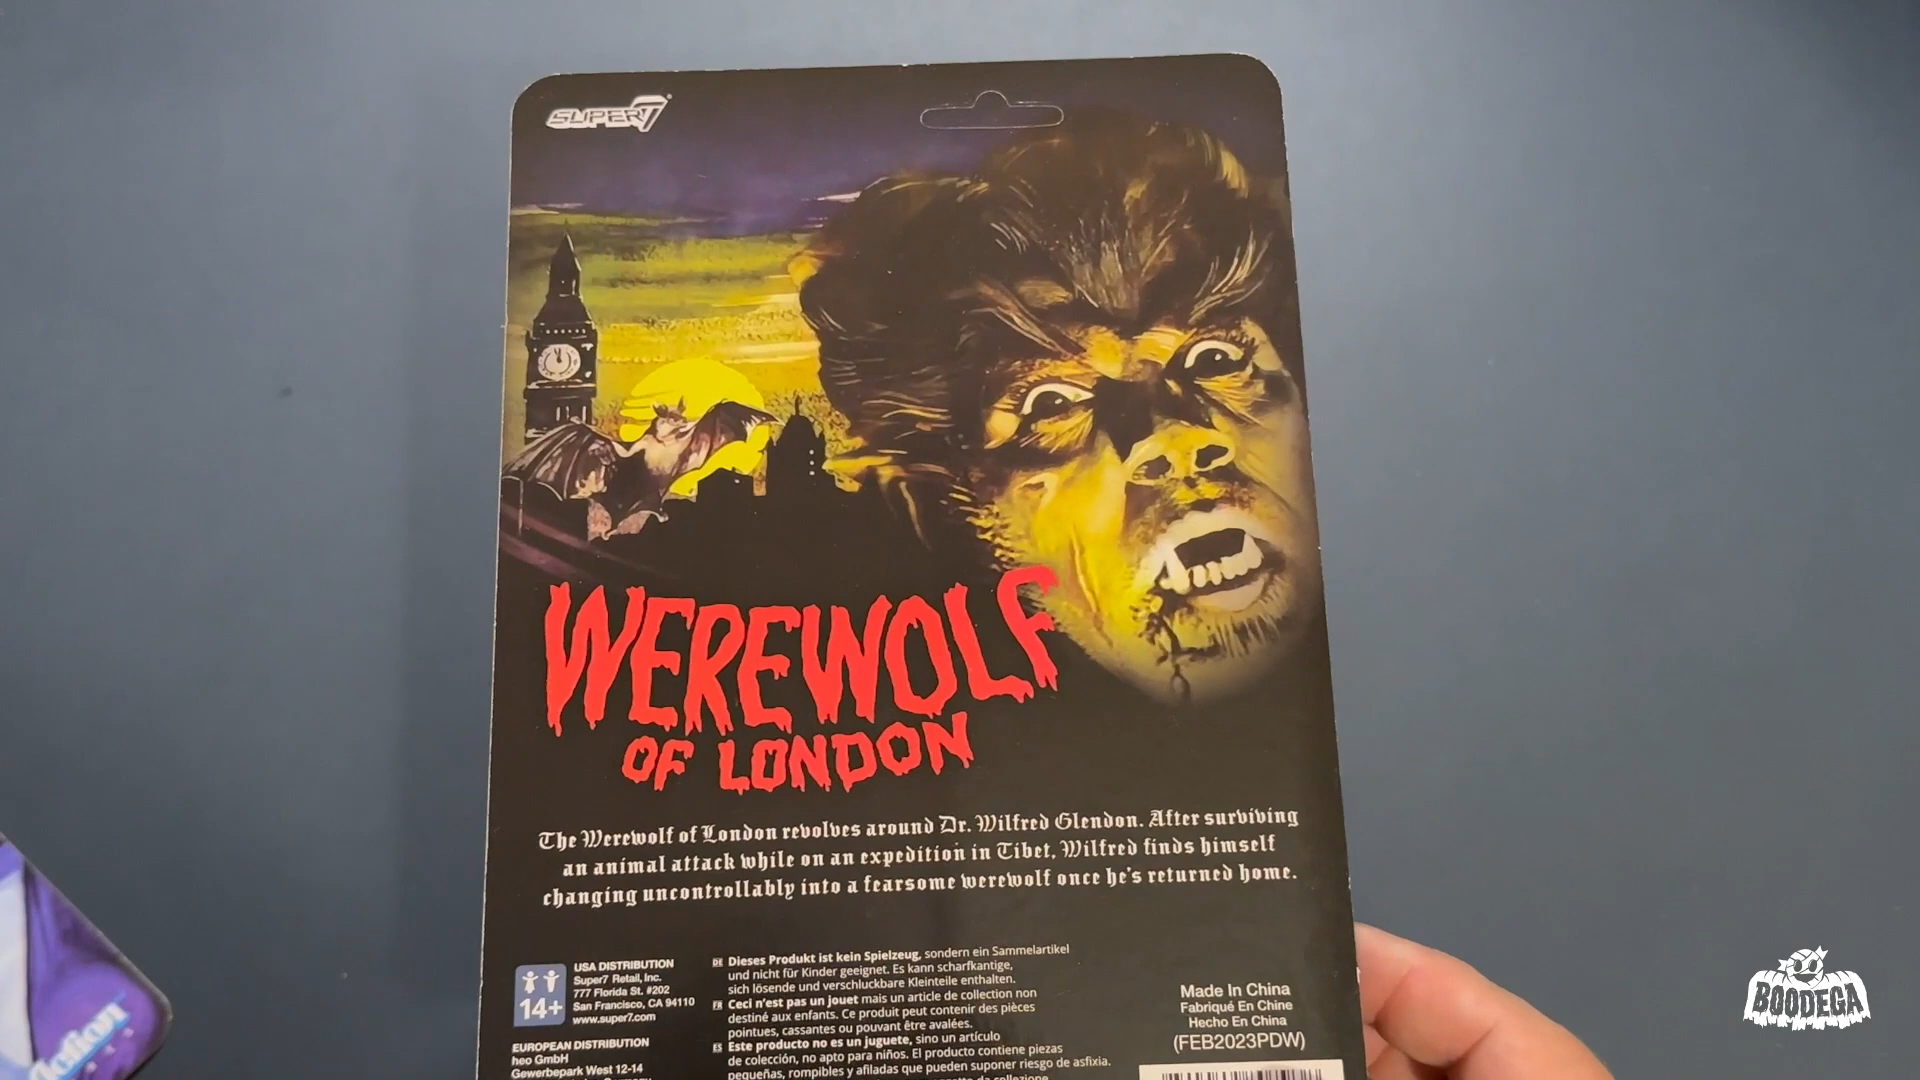 SUPER7
WEREWOLF
OF LONDON
The Werewolf of London revolves around Dr. Wilfred Glendon. After surviving
an animal attack while on an expedition in Tibet, Wilfred finds himself
changing uncontrollably into a fearsome werewolf once he's returned home.
14+
USA DISTRIBUTION
Super7 Retail, Inc.
777 Florida St. #202
San Francisco, CA 94110
www.super7.com
EUROPEAN DISTRIBUTION
heo GmbH
Gewerbepark West 12-14
DE Dieses Produkt ist kein Spielzeug, sondern ein Sammelartikel
und nicht für Kinder geeignet. Es kann scharfkantige,
sich lösende und verschluckbare Kleinteile enthalten.
FR Ceci n'est pas un jouet mais un article de collection non
destiné aux enfants. Ce produit peut contenir des pièces
pointues, cassantes ou pouvant être avalées.
ES Este producto no es un juguete, sino un artículo
de colección, no apto para niños. El producto contiene piezas
pequeñas, rompibles y afiladas que pueden suponer riesgo de asfixia.
Made In China
Fabriqué En Chine
Hecho En China
(FEB2023PDW)
Action
BOODEGA